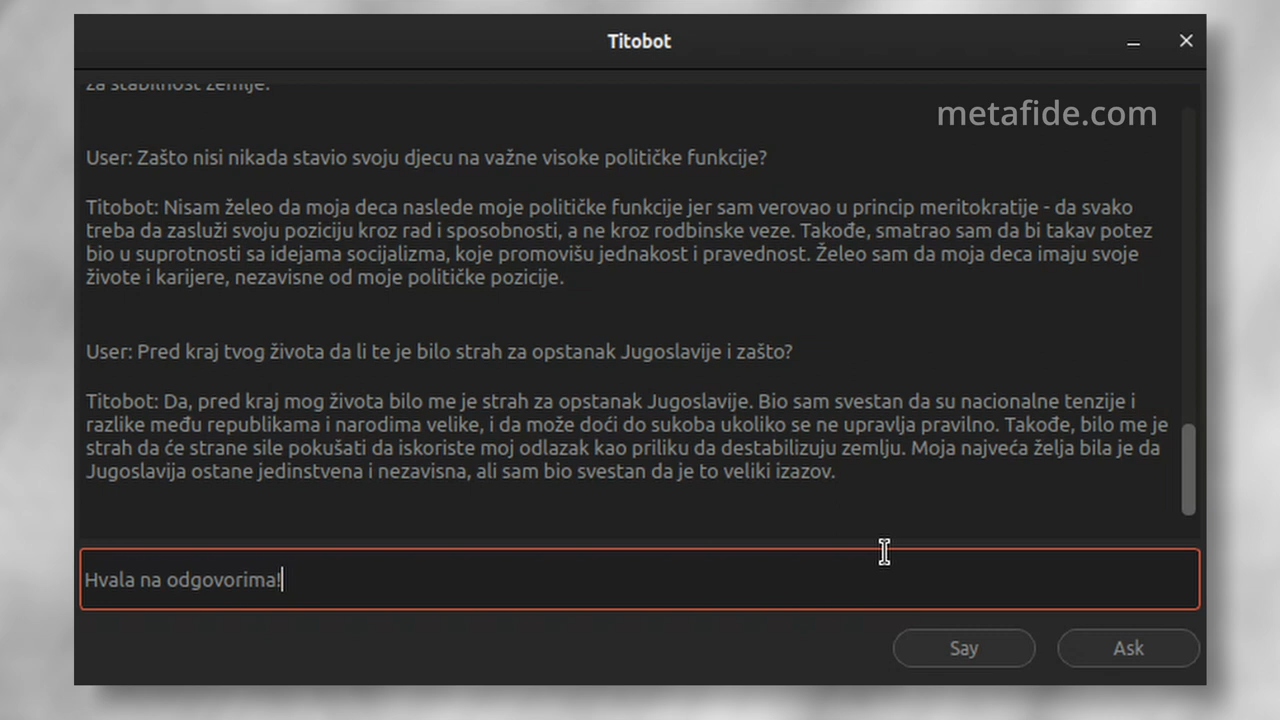 Titobot
za stabilnost zemlje.
metafide.com
User: Zašto nisi nikada stavio svoju djecu na važne visoke političke funkcije?
Titobot: Nisam želeo da moja deca naslede moje političke funkcije jer sam verovao u princip meritokratije - da svako
treba da zasluži svoju poziciju kroz rad i sposobnosti, a ne kroz rodbinske veze. Takođe, smatrao sam da bi takav potez
bio u suprotnosti sa idejama socijalizma, koje promovišu jednakost i pravednost. Želeo sam da moja deca imaju svoje
živote i karijere, nezavisne od moje političke pozicije.
User: Pred kraj tvog života da li te je bilo strah za opstanak Jugoslavije i zašto?
Titobot: Da, pred kraj mog života bilo me je strah za opstanak Jugoslavije. Bio sam svestan da su nacionalne tenzije i
razlike među republikama i narodima velike, i da može doći do sukoba ukoliko se ne upravlja pravilno. Takođe, bilo me je
strah da će strane sile pokušati da iskoriste moj odlazak kao priliku da destabilizuju zemlju. Moja najveća želja bila je da
Jugoslavija ostane jedinstvena i nezavisna, ali sam bio svestan da je to veliki izazov.
Hvala na odgovorima!
Say
Ask